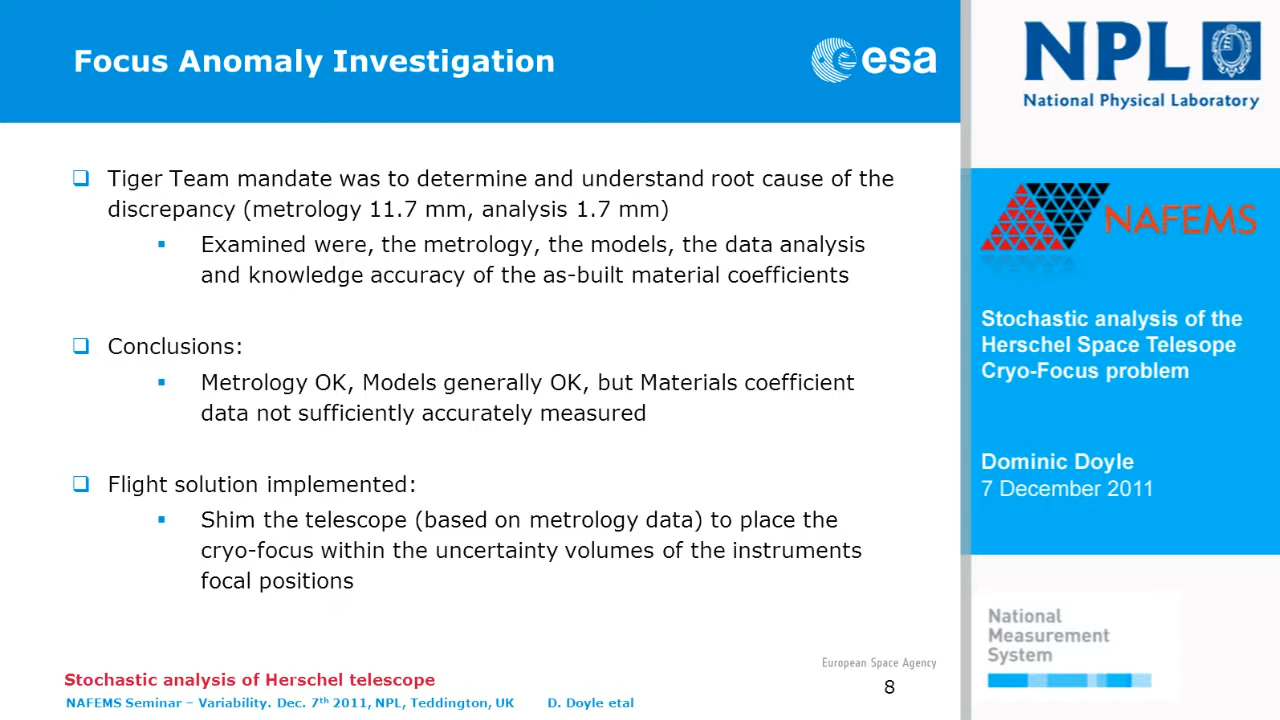 Focus Anomaly Investigation
esa
Tiger Team mandate was to determine and understand root cause of the
discrepancy (metrology 11.7 mm, analysis 1.7 mm)
Examined were, the metrology, the models, the data analysis
and knowledge accuracy of the as-built material coefficients
Conclusions:
Metrology OK, Models generally OK, but Materials coefficient
data not sufficiently accurately measured
Flight solution implemented:
Shim the telescope (based on metrology data) to place the
cryo-focus within the uncertainty volumes of the instruments
focal positions
European Space Agency
Stochastic analysis of Herschel telescope
8
NAFEMS Seminar – Variability. Dec. 7th 2011, NPL, Teddington, UK D. Doyle etal
NPL
National Physical Laboratory
NAFEMS
Stochastic analysis of the
Herschel Space Telesope
Cryo-Focus problem
Dominic Doyle
7 December 2011
National
Measurement
System